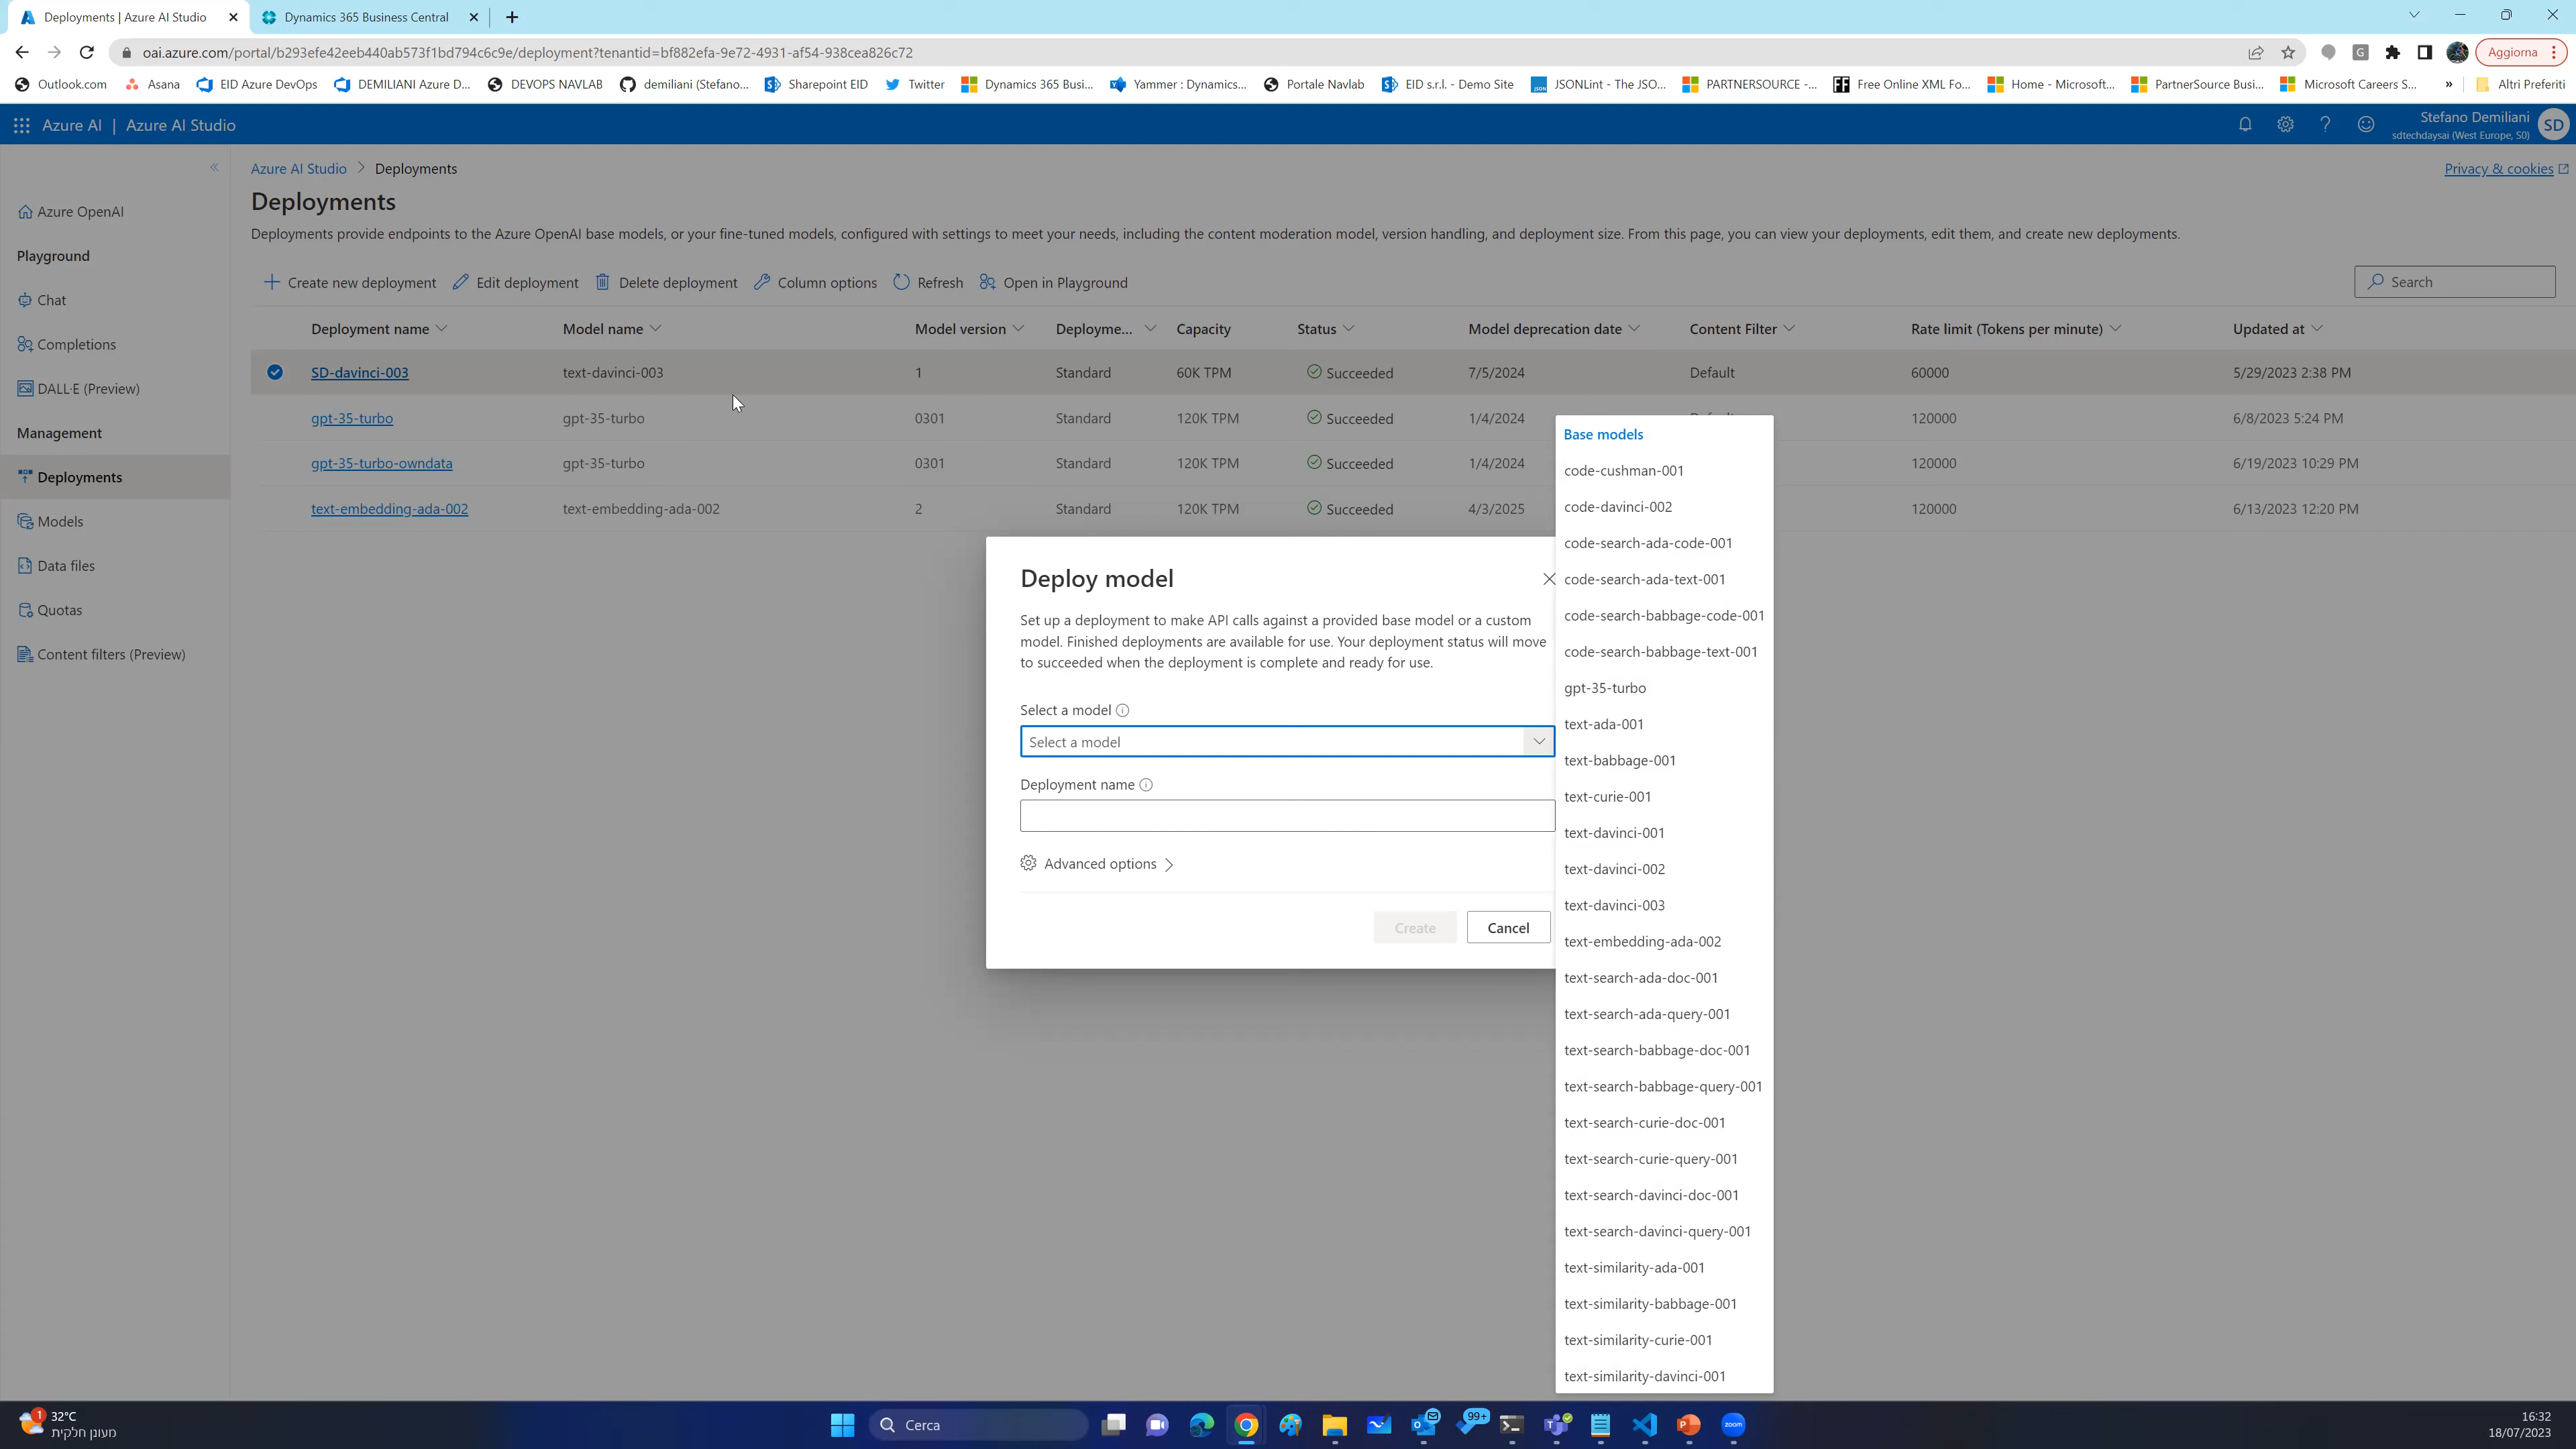 Deployments | Azure AI Studio
Dynamics 365 Business Central
oai.azure.com/portal/b293efe42eeb440ab573f1bd794c6c9e/deployment?tenantid=bf882efa-9e72-4931-af54-938cea826c72
G
Aggiorna
Outlook.com
Asana
EID Azure DevOps
DEMILIANI Azure D...
DEVOPS NAVLAB
demiliani (Stefano...
Sharepoint EID
Twitter
Dynamics 365 Busi...
Yammer : Dynamics...
Portale Navlab
EID s.r.l. - Demo Site
JSONLint - The JSO...
PARTNERSOURCE -...
Free Online XML Fo...
Home - Microsoft...
PartnerSource Busi...
Microsoft Careers S...
»
Altri Preferiti
Azure AI | Azure AI Studio
Stefano Demiliani
sdtechdaysai (West Europe, S0)
SD
Azure AI Studio > Deployments
Privacy & cookies
Azure OpenAI
Playground
Chat
Completions
DALL·E (Preview)
Management
Deployments
Models
Data files
Quotas
Content filters (Preview)
Deployments
Deployments provide endpoints to the Azure OpenAI base models, or your fine-tuned models, configured with settings to meet your needs, including the content moderation model, version handling, and deployment size. From this page, you can view your deployments, edit them, and create new deployments.
Create new deployment Edit deployment Delete deployment Column options Refresh Open in Playground
Search
Deployment name Model name Model version Deployme... Capacity Status Model deprecation date Content Filter Rate limit (Tokens per minute) Updated at
SD-davinci-003 text-davinci-003 1 Standard 60K TPM Succeeded 7/5/2024 Default 60000 5/29/2023 2:38 PM
gpt-35-turbo gpt-35-turbo 0301 Standard 120K TPM Succeeded 1/4/2024 120000 6/8/2023 5:24 PM
gpt-35-turbo-owndata gpt-35-turbo 0301 Standard 120K TPM Succeeded 1/4/2024 120000 6/19/2023 10:29 PM
text-embedding-ada-002 text-embedding-ada-002 2 Standard 120K TPM Succeeded 4/3/2025 120000 6/13/2023 12:20 PM
Deploy model
Set up a deployment to make API calls against a provided base model or a custom
model. Finished deployments are available for use. Your deployment status will move
to succeeded when the deployment is complete and ready for use.
Select a model
Select a model
Deployment name
Advanced options
Create
Cancel
Base models
code-cushman-001
code-davinci-002
code-search-ada-code-001
code-search-ada-text-001
code-search-babbage-code-001
code-search-babbage-text-001
gpt-35-turbo
text-ada-001
text-babbage-001
text-curie-001
text-davinci-001
text-davinci-002
text-davinci-003
text-embedding-ada-002
text-search-ada-doc-001
text-search-ada-query-001
text-search-babbage-doc-001
text-search-babbage-query-001
text-search-curie-doc-001
text-search-curie-query-001
text-search-davinci-doc-001
text-search-davinci-query-001
text-similarity-ada-001
text-similarity-babbage-001
text-similarity-curie-001
text-similarity-davinci-001
1
32°C
מעונן חלקית
Cerca
99+
zoom
16:32
18/07/2023